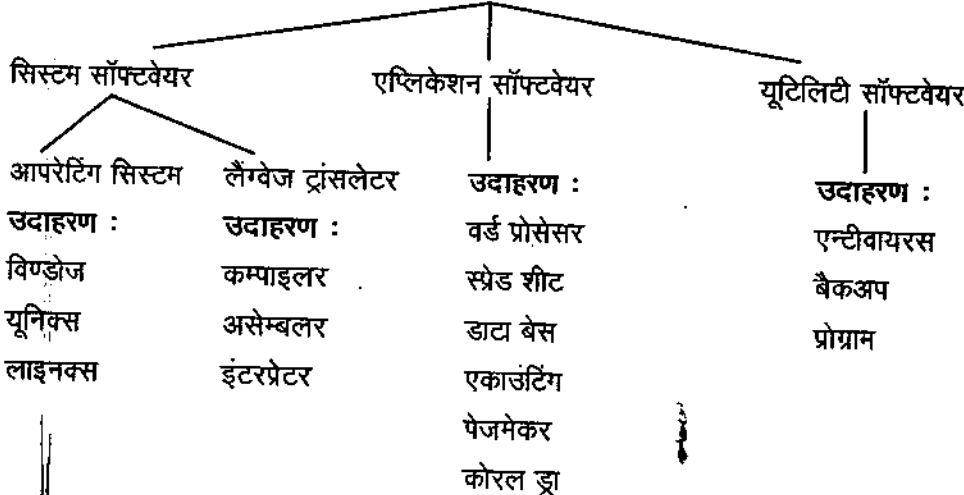 सिस्टम सॉफ्टवेयर
आपरेटिंग सिस्टम
उदाहरण :
विण्डोज
यूनिक्स
लाइनक्स
लैंग्वेज ट्रांसलेटर
उदाहरण :
कम्पाइलर
असेम्बलर
इंटरप्रेटर
एप्लिकेशन सॉफ्टवेयर
उदाहरण :
वर्ड प्रोसेसर
स्प्रेड शीट
डाटा बेस
एकाउंटिंग
पेजमेकर
कोरल ड्रा
यूटिलिटी सॉफ्टवेयर
उदाहरण :
एन्टीवायरस
बैकअप
प्रोग्राम